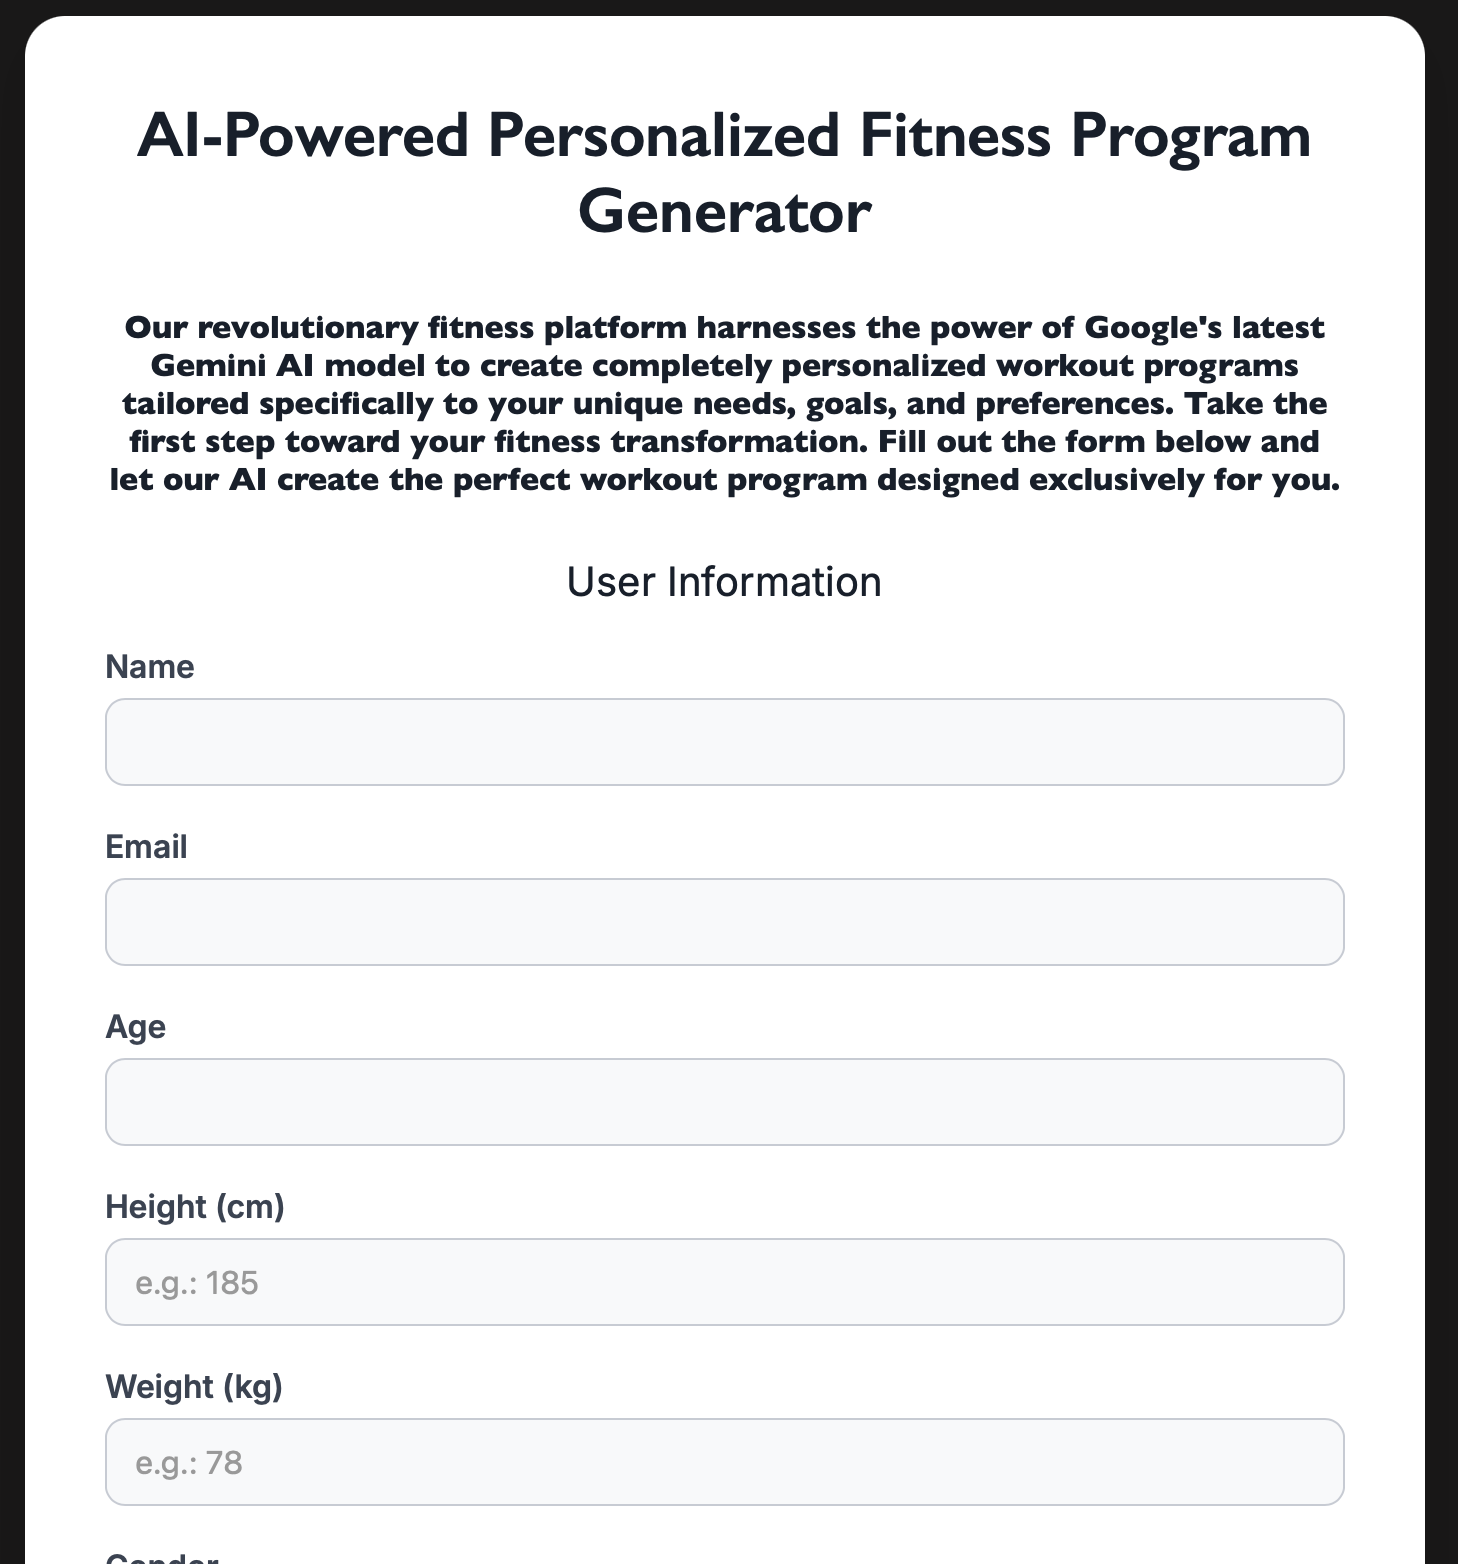 AI-Powered Personalized Fitness Program
Generator
Our revolutionary fitness platform harnesses the power of Google's latest
Gemini AI model to create completely personalized workout programs
tailored specifically to your unique needs, goals, and preferences. Take the
first step toward your fitness transformation. Fill out the form below and
let our AI create the perfect workout program designed exclusively for you.
User Information
Name
Email
Age
Height (cm)
e.g.: 185
Weight (kg)
e.g.: 78
Gender